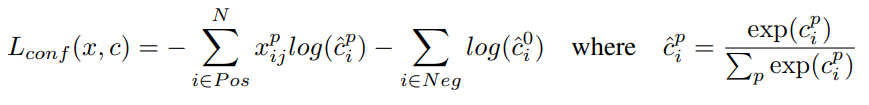 L_{conf}(x, c) = - \sum_{i \in Pos}^{N} x_{ij}^{p} log(\hat{c}_{i}^{p}) - \sum_{i \in Neg} log(\hat{c}_{i}^{0}) where \hat{c}_{i}^{p} = \frac{\exp(c_{i}^{p})}{\sum_{p} \exp(c_{i}^{p})}